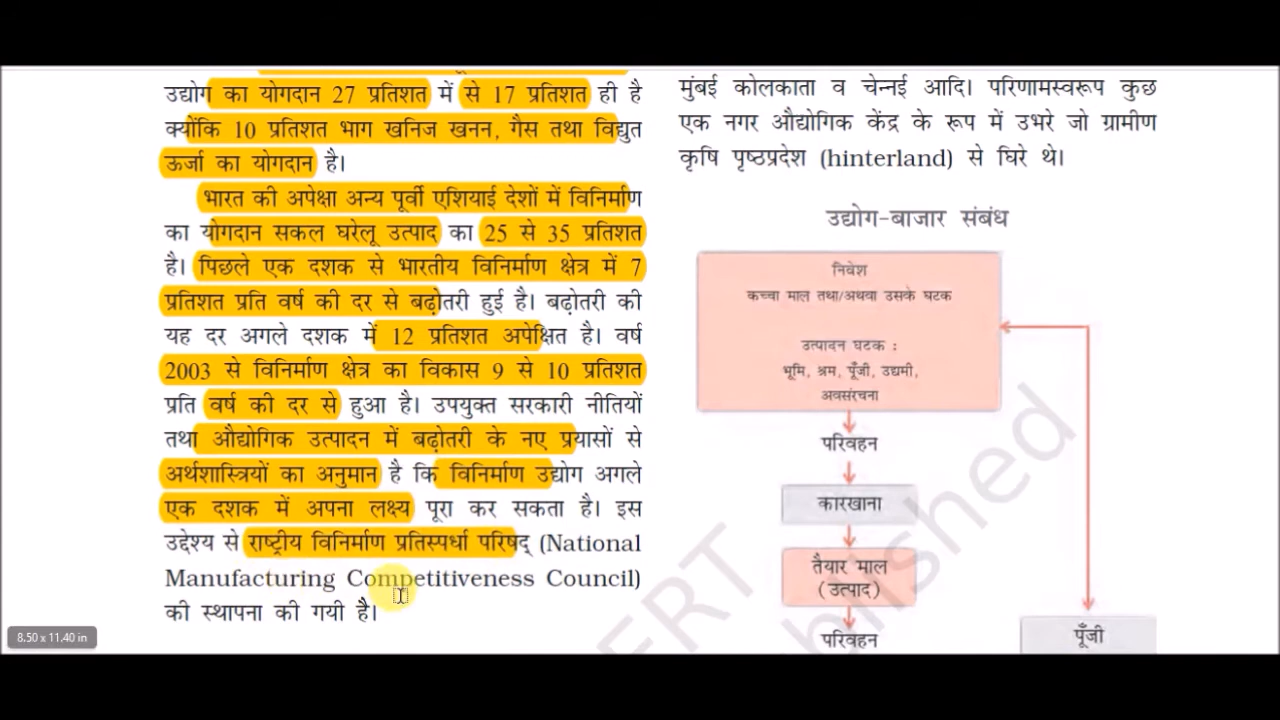 उद्योग का योगदान 27 प्रतिशत में से 17 प्रतिशत ही है
क्योंकि 10 प्रतिशत भाग खनिज खनन, गैस तथा विद्युत
ऊर्जा का योगदान है।
भारत की अपेक्षा अन्य पूर्वी एशियाई देशों में विनिर्माण
का योगदान सकल घरेलू उत्पाद का 25 से 35 प्रतिशत
है। पिछले एक दशक से भारतीय विनिर्माण क्षेत्र में 7
प्रतिशत प्रति वर्ष की दर से बढ़ोतरी हुई है। बढ़ोतरी की
यह दर अगले दशक में 12 प्रतिशत अपेक्षित है। वर्ष
2003 से विनिर्माण क्षेत्र का विकास 9 से 10 प्रतिशत
प्रति वर्ष की दर से हुआ है। उपयुक्त सरकारी नीतियों
तथा औद्योगिक उत्पादन में बढ़ोतरी के नए प्रयासों से
अर्थशास्त्रियों का अनुमान है कि विनिर्माण उद्योग अगले
एक दशक में अपना लक्ष्य पूरा कर सकता है। इस
उद्देश्य से राष्ट्रीय विनिर्माण प्रतिस्पर्धा परिषद् (National
Manufacturing Competitiveness Council)
की स्थापना की गयी है।
8.50 x 11.40 in
मुंबई कोलकाता व चेन्नई आदि। परिणामस्वरूप कुछ
एक नगर औद्योगिक केंद्र के रूप में उभरे जो ग्रामीण
कृषि पृष्ठप्रदेश (hinterland) से घिरे थे।
उद्योग-बाजार संबंध
निवेश
कच्चा माल तथा/अथवा उसके घटक
उत्पादन घटक :
भूमि, श्रम, पूँजी, उद्यमी,
अवसंरचना
परिवहन
कारखाना
तैयार माल
(उत्पाद)
परिवहन
पूँजी
ERT
blished